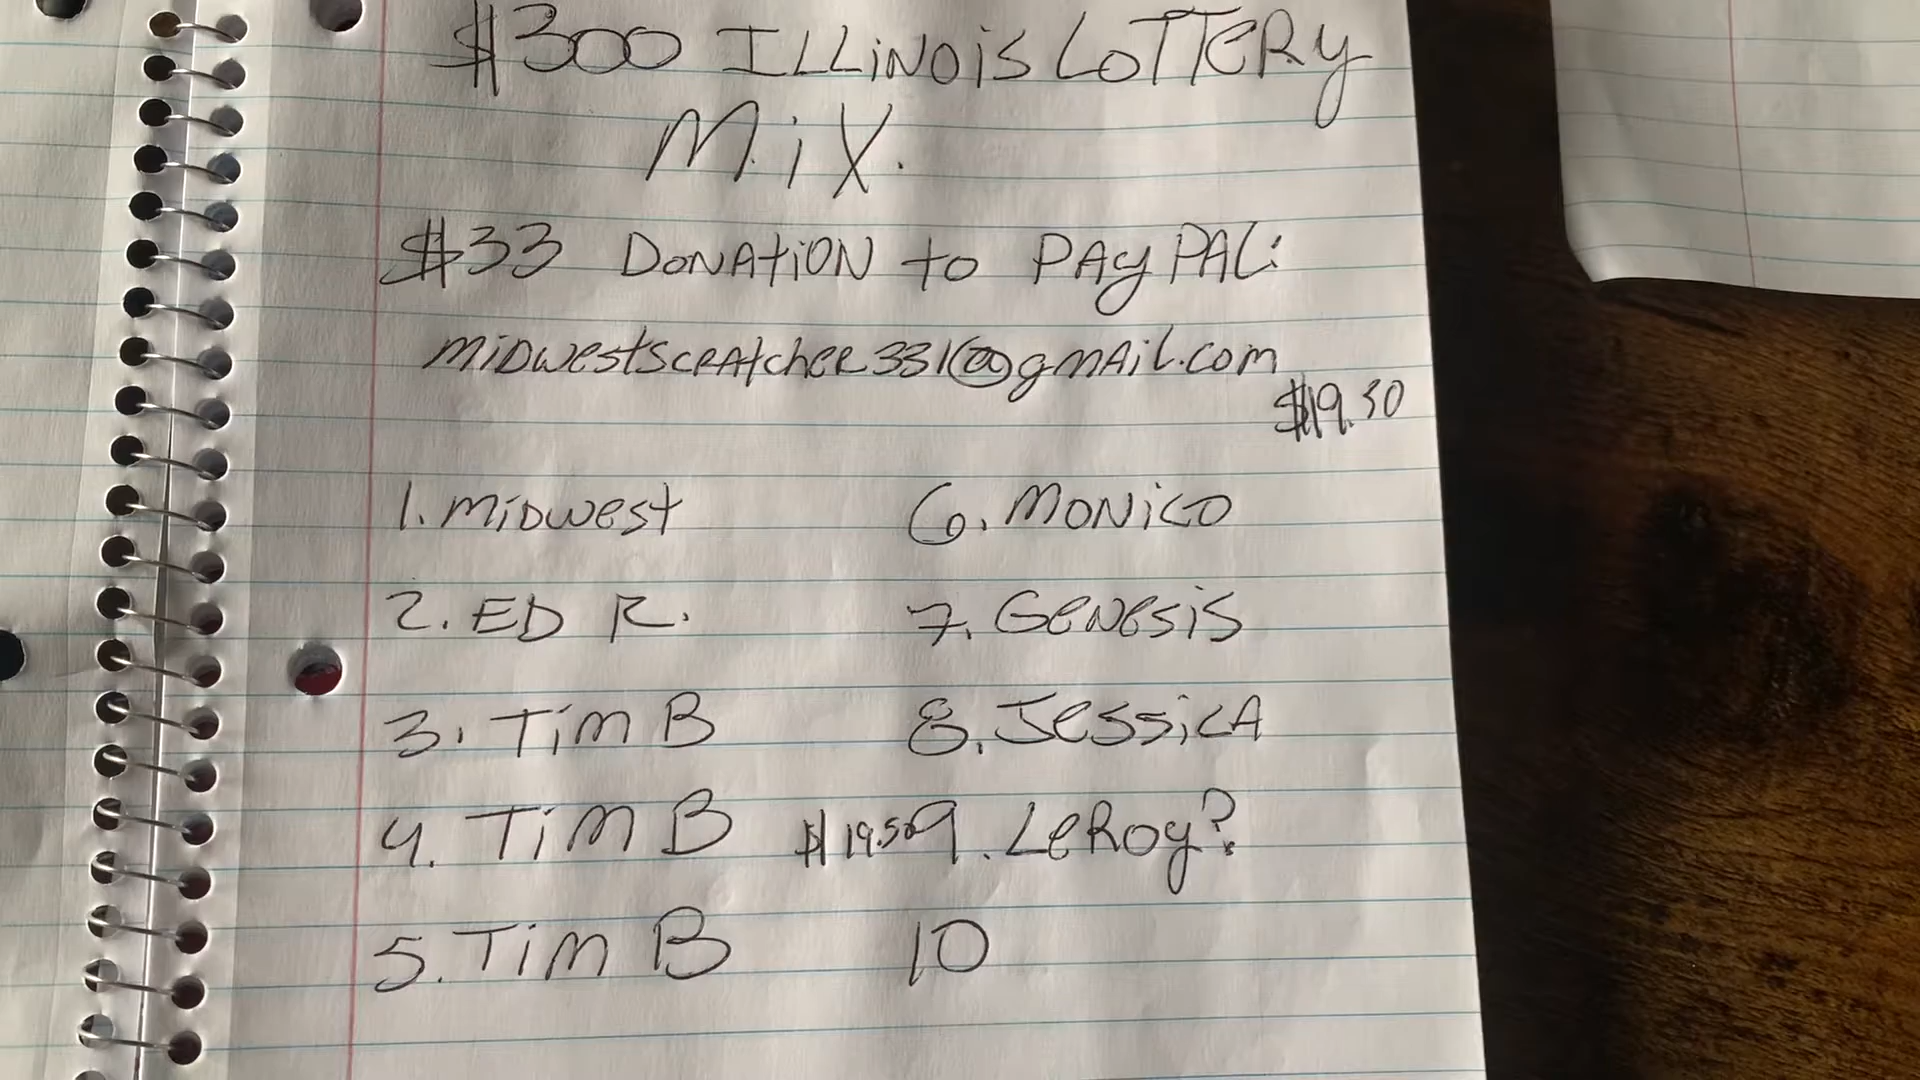 $300 ILLiNOiS LOTTERY
MiX.
$33 DONATiON to PAYPAL:
MiDWestSCRAtcheR331@gMAiL.COM
$19.50
1. MiDWest
6. MONiCO
2. ED R.
7. GeNesiS
3. TiM B
8. JessiCA
4. TiM B
$19.50
9. LeRoy?
5. TiM B
10